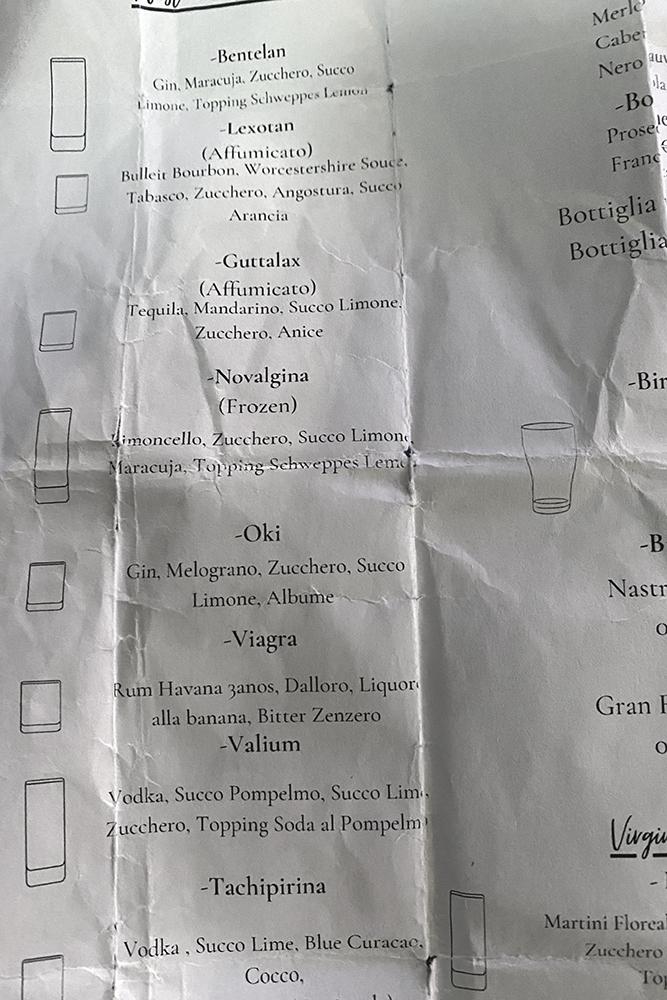 -Bentelan
Gin, Maracuja, Zucchero, Succo
Limone, Topping Schweppes Lemon
-Lexotan
(Affumicato)
Bulleit Bourbon, Worcestershire Souce,
Tabasco, Zucchero, Angostura, Succo
Arancia
-Guttalax
(Affumicato)
Tequila, Mandarino, Succo Limone,
Zucchero, Anice
-Novalgina
(Frozen)
Limoncello, Zucchero, Succo Limone,
Maracuja, Topping Schweppes Lemo
-Oki
Gin, Melograno, Zucchero, Succo
Limone, Albume
-Viagra
Rum Havana 3anos, Dalloro, Liquore
alla banana, Bitter Zenzero
-Valium
Vodka, Succo Pompelmo, Succo Lime,
Zucchero, Topping Soda al Pompelm
-Tachipirina
Vodka , Succo Lime, Blue Curacao,
Cocco,
Merlo
Caber
Nero
-Bo
Prosec
Franc
Bottiglia
Bottiglia
-Bir
-B
Nastr
o
Gran
o
Virgin
Martini Floreal
Zucchero
Top